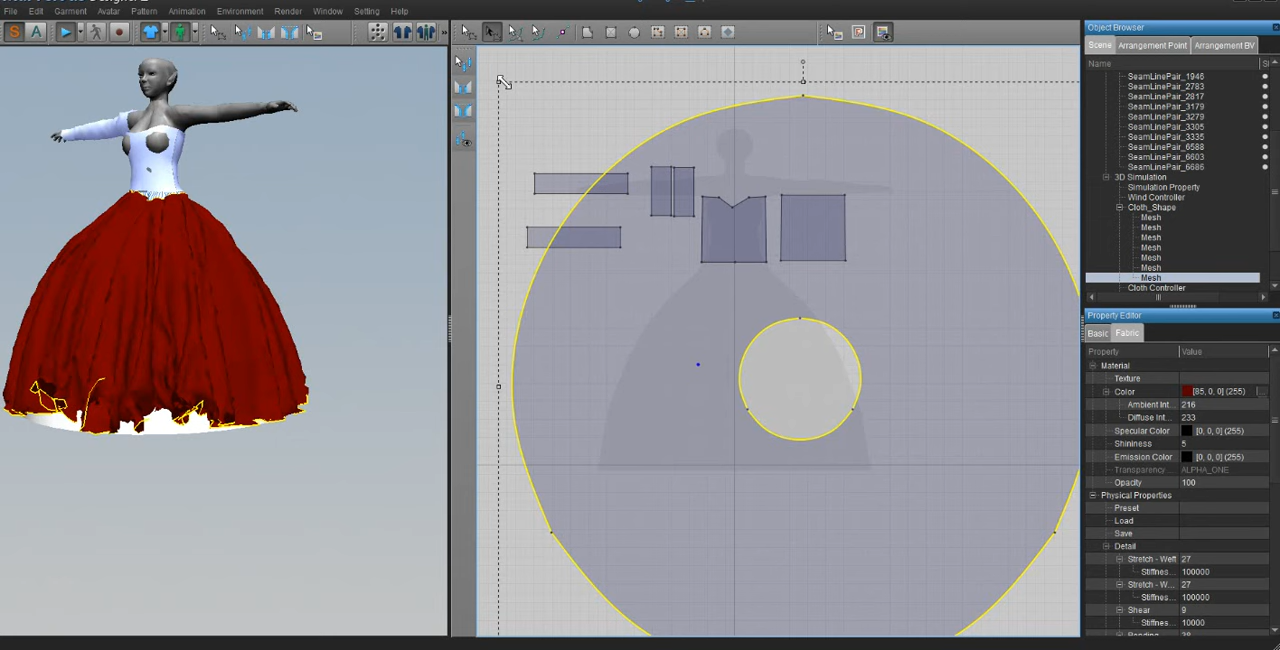 File Edit Garment Avatar Pattern Animation Environment Render Window Setting Help
S A
Object Browser
Scene Arrangement Point Arrangement BV
Name
SeamLinePair_1946
SeamLinePair_2783
SeamLinePair_2817
SeamLinePair_3179
SeamLinePair_3279
SeamLinePair_3305
SeamLinePair_3335
SeamLinePair_6588
SeamLinePair_6603
SeamLinePair_6686
3D Simulation
Simulation Property
Wind Controller
Cloth_Shape
Mesh
Mesh
Mesh
Mesh
Mesh
Mesh
Mesh
Cloth Controller
Property Editor
Basic Fabric
Property Value
Material
Texture
Color [85, 0, 0] (255)
Ambient Int... 216
Diffuse Int... 233
Specular Color [0, 0, 0] (255)
Shininess 5
Emission Color [0, 0, 0] (255)
Transparency ALPHA_ONE
Opacity 100
Physical Properties
Preset
Load
Save
Detail
Stretch - Weft 27
Stiffnes... 100000
Stretch - W... 27
Stiffnes... 100000
Shear 9
Stiffnes... 10000